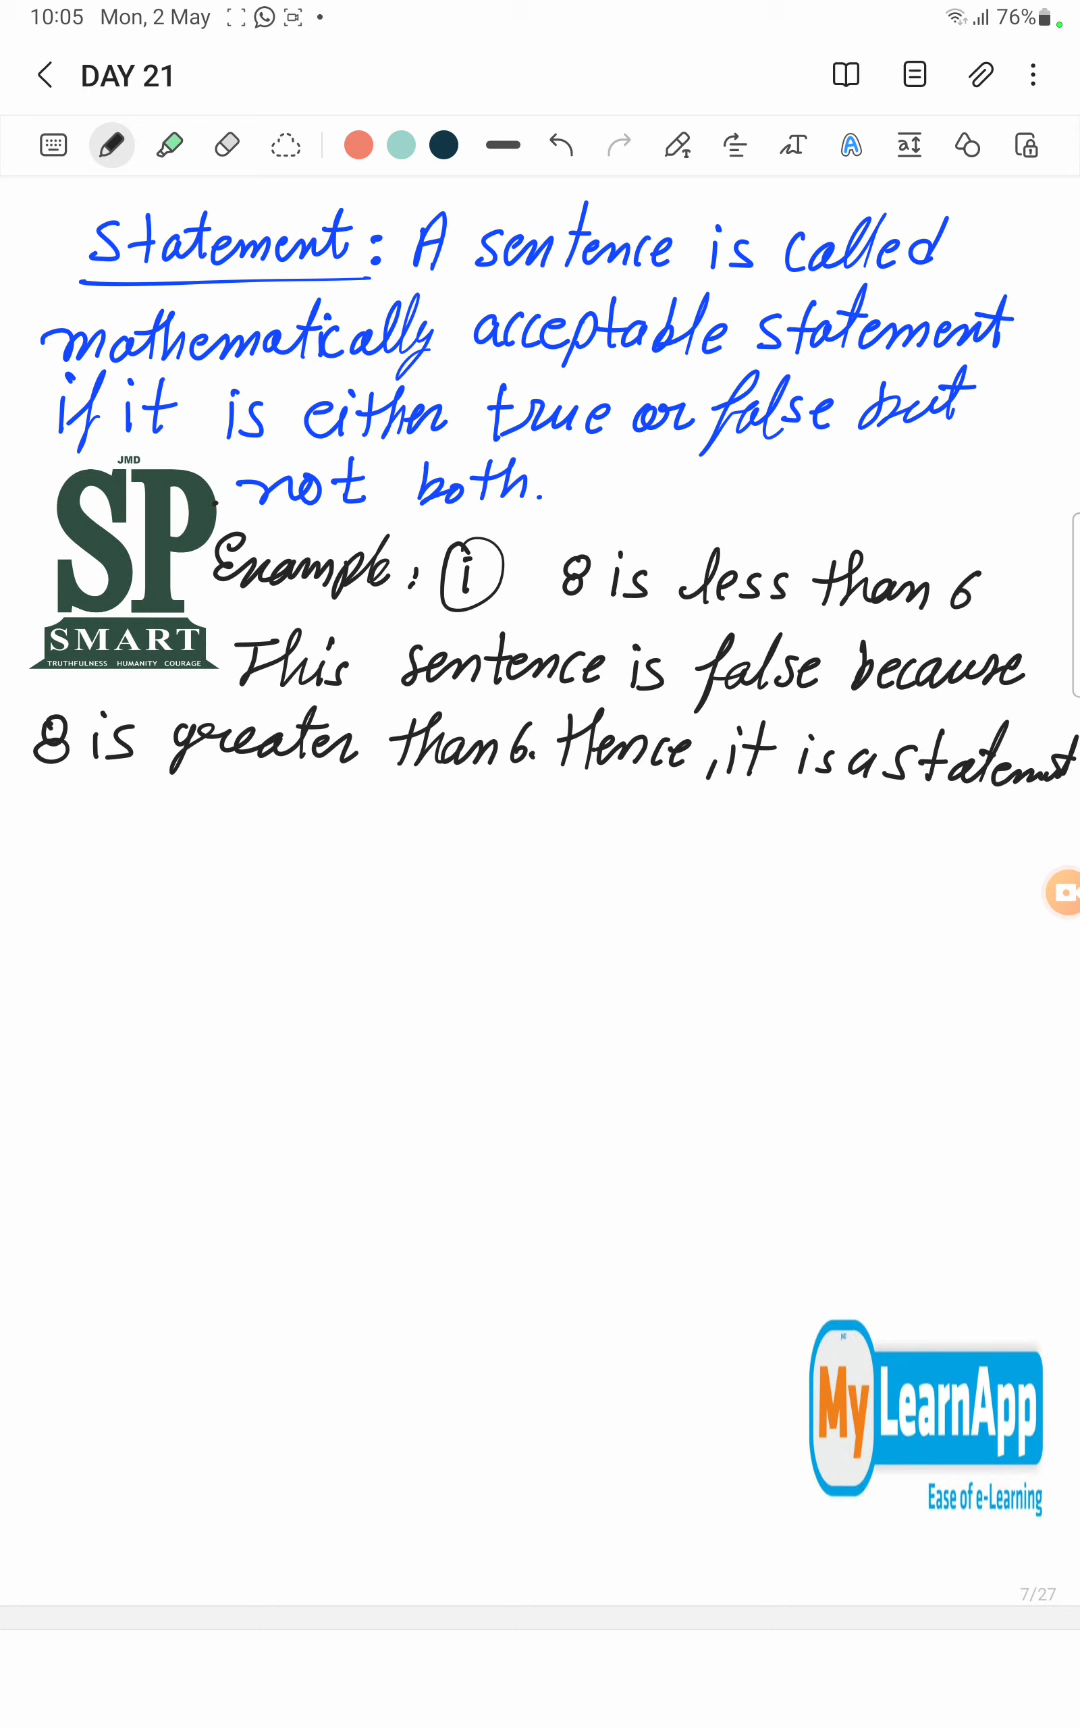 10:05 Mon, 2 May 76%
DAY 21
Statement: A sentence is called
mathematically acceptable statement
if it is either true or false but
not both.
JMD
SP
SMART
TRUTHFULNESS HUMANITY COURAGE
Example: (i) 8 is less than 6
This sentence is false because
8 is greater than 6. Hence, it is a statement
My LearnApp
Ease of e-Learning
7/27